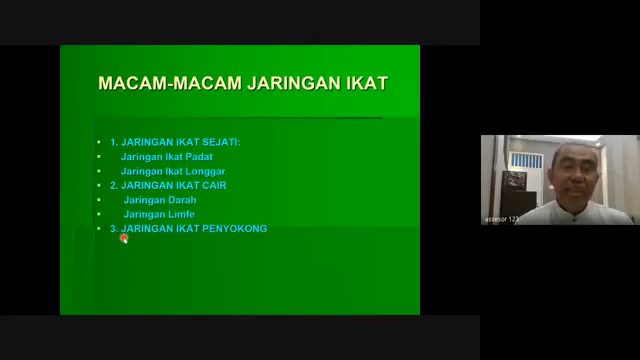 MACAM-MACAM JARINGAN IKAT
1. JARINGAN IKAT SEJATI:
Jaringan Ikat Padat
Jaringan Ikat Longgar
2. JARINGAN IKAT CAIR
Jaringan Darah
Jaringan Limfe
3. JARINGAN IKAT PENYOKONG
assesor 123